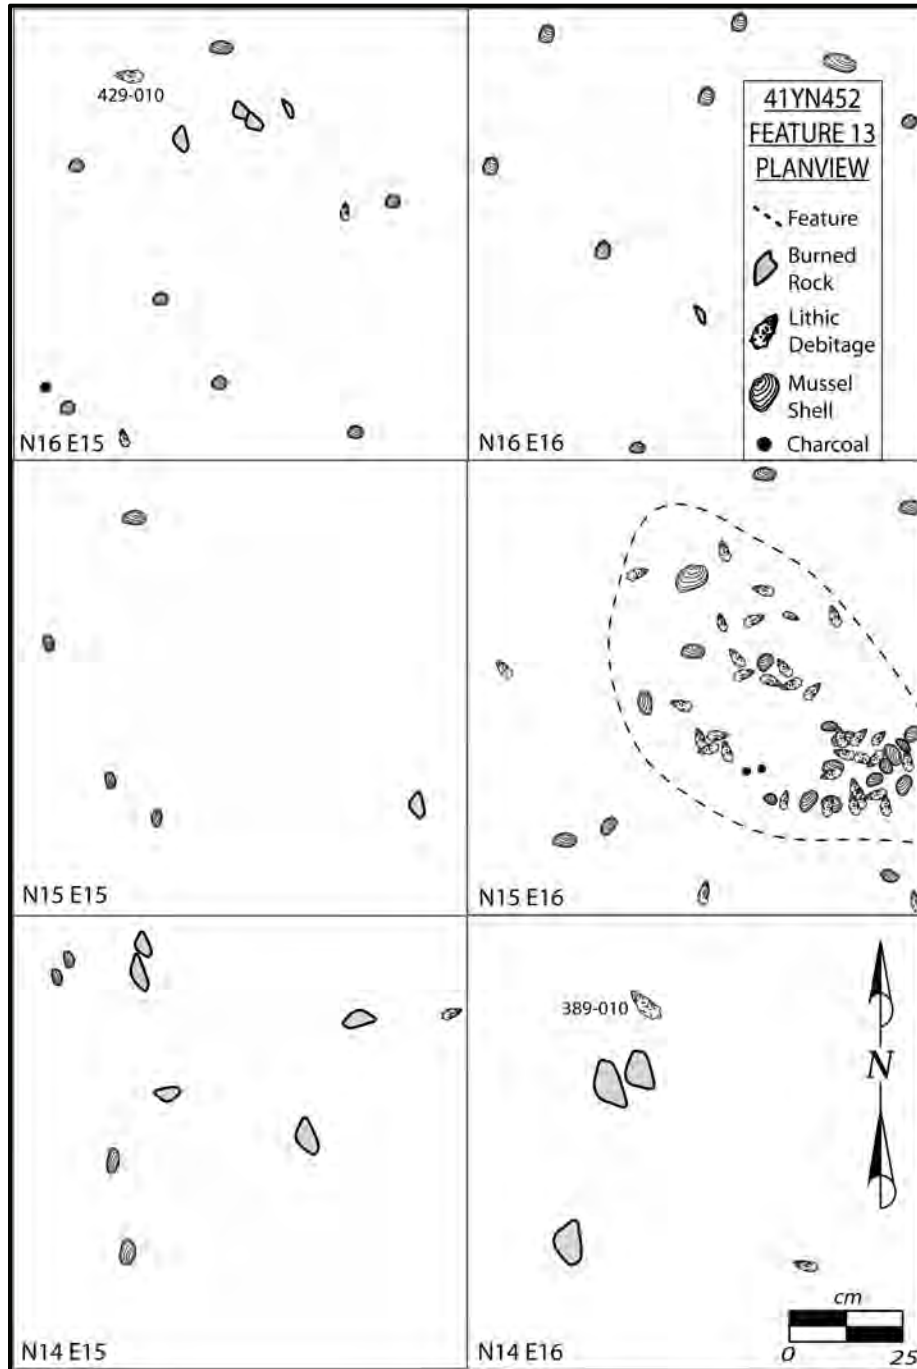 429-010
N16 E15
N16 E16
41YN452
FEATURE 13
PLANVIEW
Feature
Burned
Rock
Lithic
Debitage
Mussel
Shell
Charcoal
N15 E15
N15 E16
389-010
N
N14 E15
N14 E16
cm
0 25